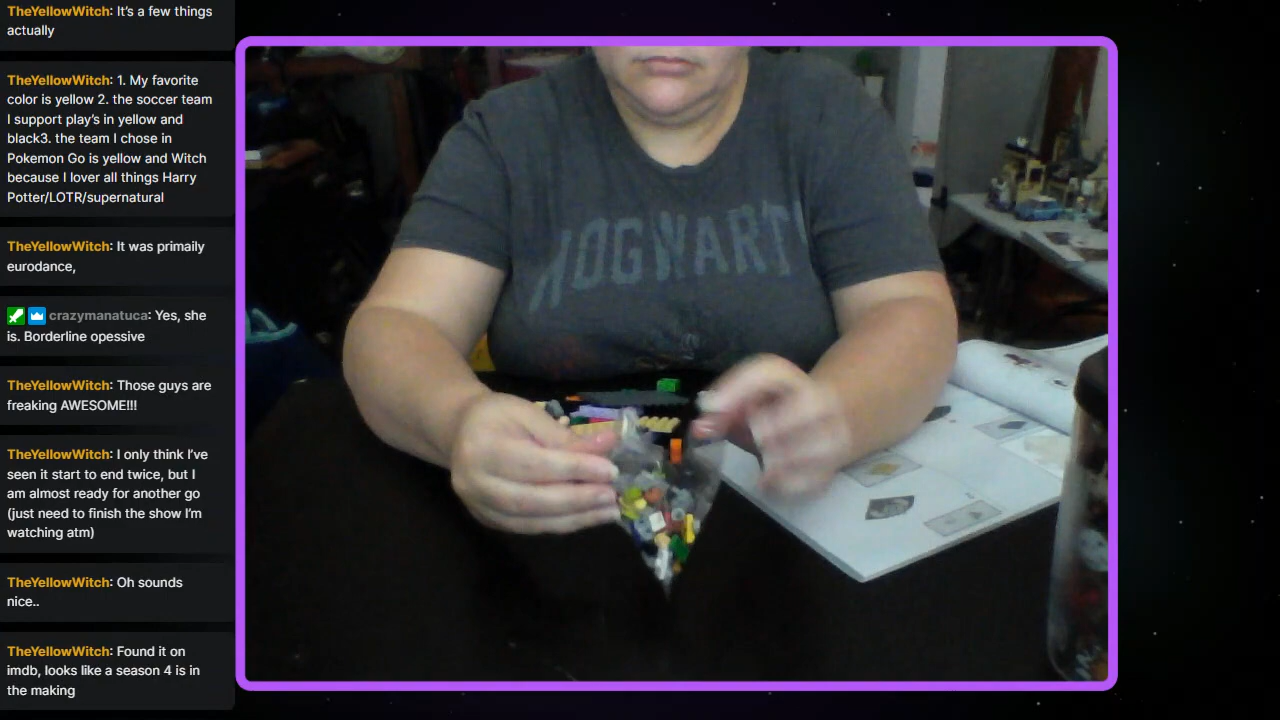 TheYellowWitch: It's a few things
actually
TheYellowWitch: 1. My favorite
color is yellow 2. the soccer team
I support play's in yellow and
black3. the team I chose in
Pokemon Go is yellow and Witch
because I lover all things Harry
Potter/LOTR/supernatural
TheYellowWitch: It was primaily
eurodance,
crazymanatuca: Yes, she
is. Borderline opessive
TheYellowWitch: Those guys are
freaking AWESOME!!!
TheYellowWitch: I only think I've
seen it start to end twice, but I
am almost ready for another go
(just need to finish the show I'm
watching atm)
TheYellowWitch: Oh sounds
nice..
TheYellowWitch: Found it on
imdb, looks like a season 4 is in
the making
HOGWART